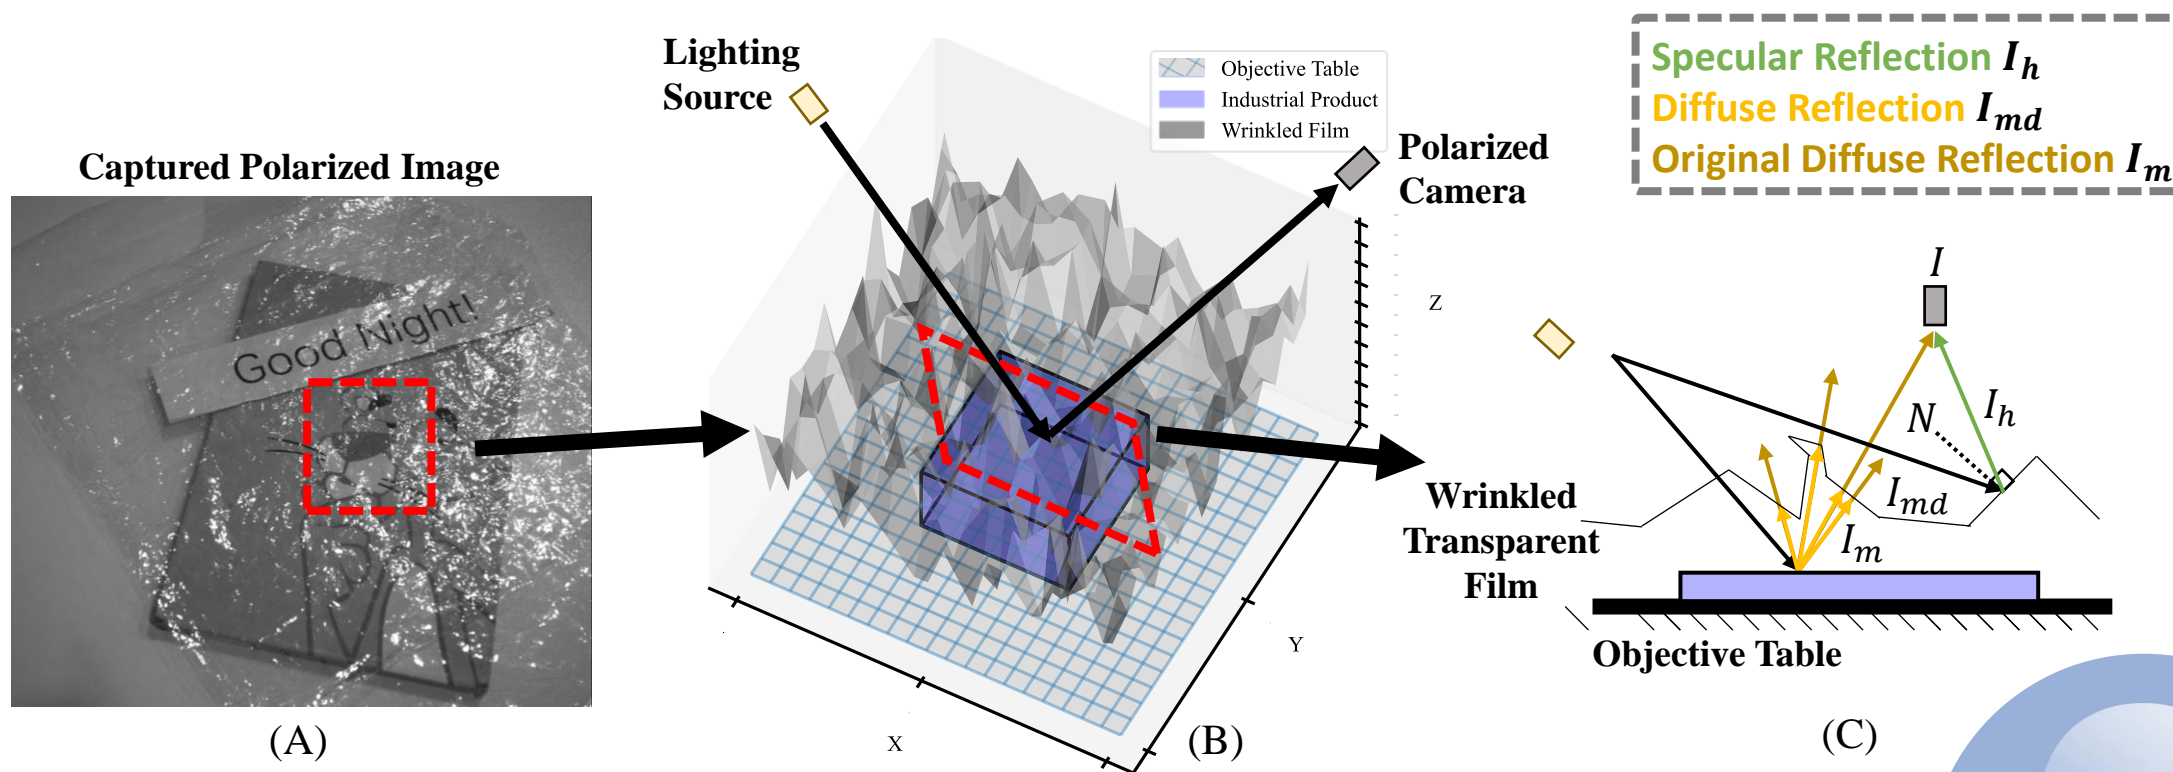 Captured Polarized Image
Good Night!
(A)
Lighting
Source
Objective Table
Industrial Product
Wrinkled Film
Polarized
Camera
Z
Y
X
(B)
Specular Reflection I_h
Diffuse Reflection I_md
Original Diffuse Reflection I_m
I
N
I_h
I_md
I_m
Wrinkled
Transparent
Film
Objective Table
(C)